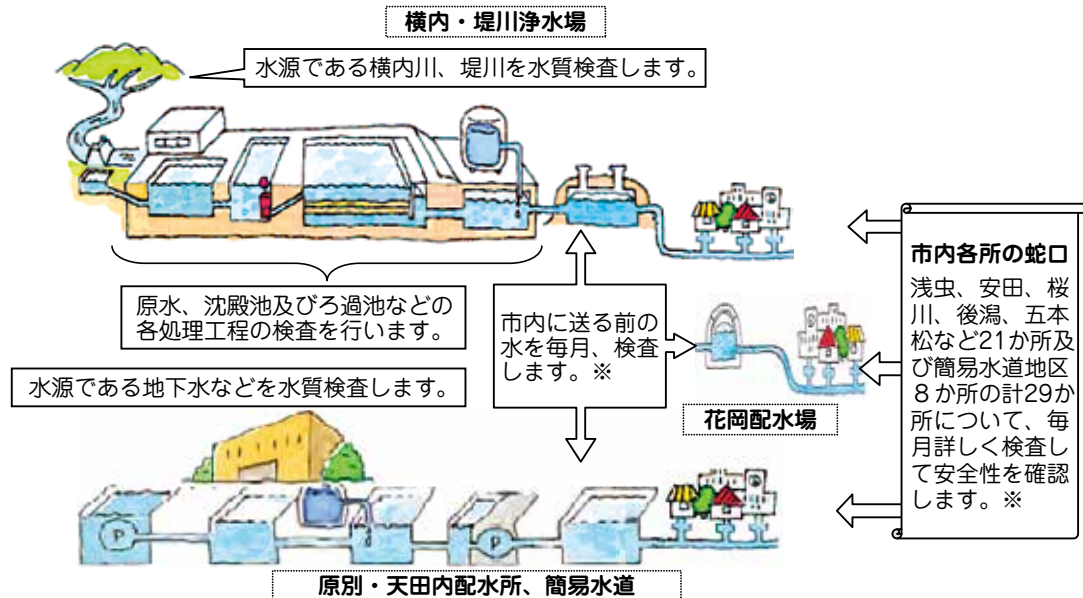 横内・堤川浄水場
水源である横内川、堤川を水質検査します。
原水、沈殿池及びろ過池などの
各処理工程の検査を行います。
市内に送る前の
水を毎月、検査
します。※
花岡配水場
市内各所の蛇口
浅虫、安田、桜
川、後潟、五本
松など21か所及
び簡易水道地区
８か所の計29か
所について、毎
月詳しく検査し
て安全性を確認
します。※
水源である地下水などを水質検査します。
P
P
原別・天田内配水所、簡易水道